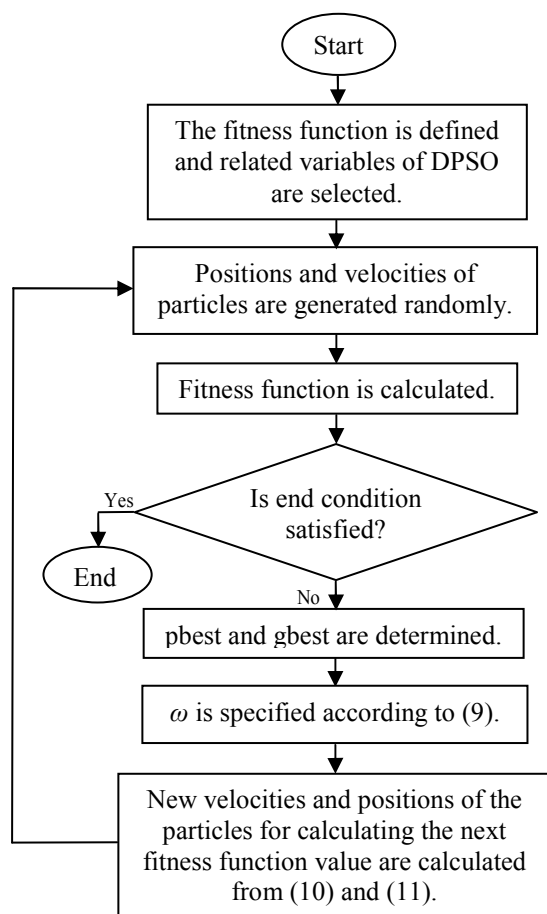 Start
The fitness function is defined
and related variables of DPSO
are selected.
Positions and velocities of
particles are generated randomly.
Fitness function is calculated.
Yes
Is end condition
satisfied?
End
No
pbest and gbest are determined.
ω is specified according to (9).
New velocities and positions of the
particles for calculating the next
fitness function value are calculated
from (10) and (11).